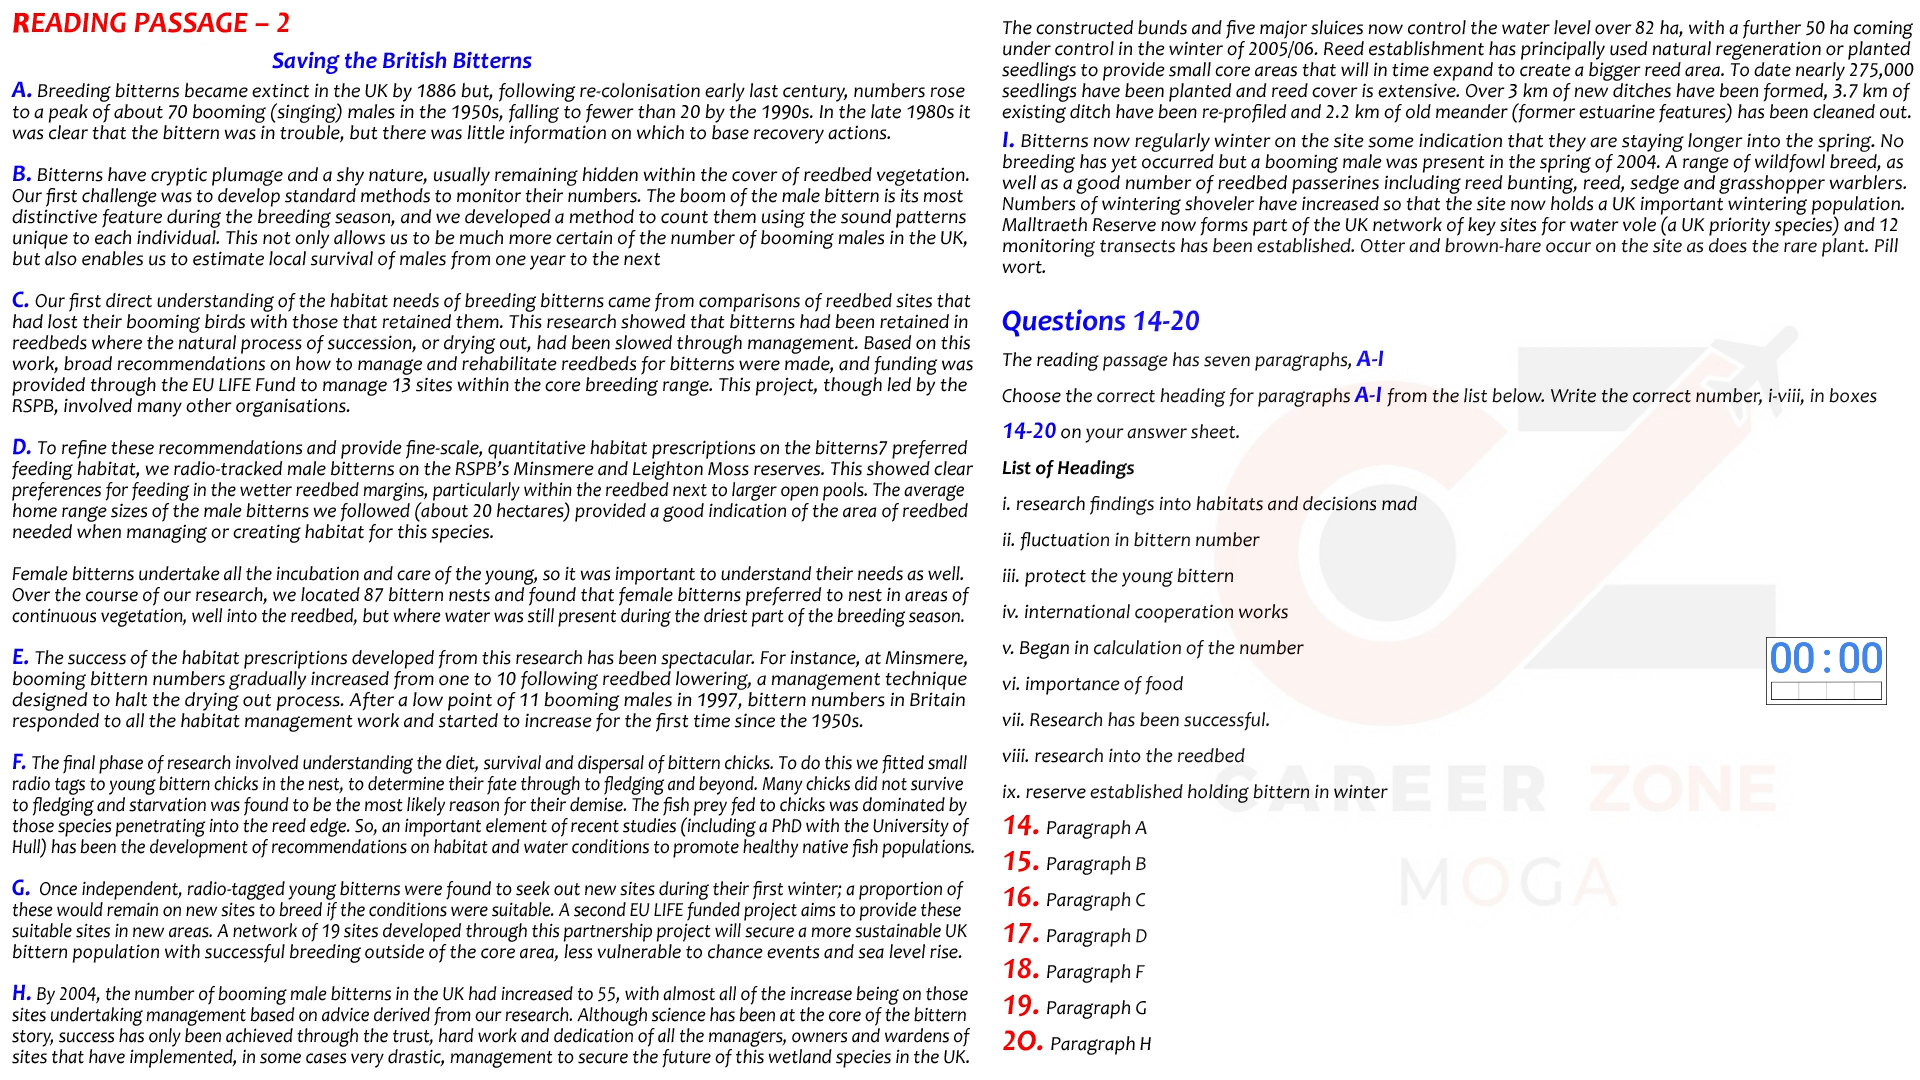 READING PASSAGE – 2
Saving the British Bitterns
A. Breeding bitterns became extinct in the UK by 1886 but, following re-colonisation early last century, numbers rose
to a peak of about 70 booming (singing) males in the 1950s, falling to fewer than 20 by the 1990s. In the late 1980s it
was clear that the bittern was in trouble, but there was little information on which to base recovery actions.
B. Bitterns have cryptic plumage and a shy nature, usually remaining hidden within the cover of reedbed vegetation.
Our first challenge was to develop standard methods to monitor their numbers. The boom of the male bittern is its most
distinctive feature during the breeding season, and we developed a method to count them using the sound patterns
unique to each individual. This not only allows us to be much more certain of the number of booming males in the UK,
but also enables us to estimate local survival of males from one year to the next
C. Our first direct understanding of the habitat needs of breeding bitterns came from comparisons of reedbed sites that
had lost their booming birds with those that retained them. This research showed that bitterns had been retained in
reedbeds where the natural process of succession, or drying out, had been slowed through management. Based on this
work, broad recommendations on how to manage and rehabilitate reedbeds for bitterns were made, and funding was
provided through the EU LIFE Fund to manage 13 sites within the core breeding range. This project, though led by the
RSPB, involved many other organisations.
D. To refine these recommendations and provide fine-scale, quantitative habitat prescriptions on the bitterns7 preferred
feeding habitat, we radio-tracked male bitterns on the RSPB's Minsmere and Leighton Moss reserves. This showed clear
preferences for feeding in the wetter reedbed margins, particularly within the reedbed next to larger open pools. The average
home range sizes of the male bitterns we followed (about 20 hectares) provided a good indication of the area of reedbed
needed when managing or creating habitat for this species.
Female bitterns undertake all the incubation and care of the young, so it was important to understand their needs as well.
Over the course of our research, we located 87 bittern nests and found that female bitterns preferred to nest in areas of
continuous vegetation, well into the reedbed, but where water was still present during the driest part of the breeding season.
E. The success of the habitat prescriptions developed from this research has been spectacular. For instance, at Minsmere,
booming bittern numbers gradually increased from one to 10 following reedbed lowering, a management technique
designed to halt the drying out process. After a low point of 11 booming males in 1997, bittern numbers in Britain
responded to all the habitat management work and started to increase for the first time since the 1950s.
F. The final phase of research involved understanding the diet, survival and dispersal of bittern chicks. To do this we fitted small
radio tags to young bittern chicks in the nest, to determine their fate through to fledging and beyond. Many chicks did not survive
to fledging and starvation was found to be the most likely reason for their demise. The fish prey fed to chicks was dominated by
those species penetrating into the reed edge. So, an important element of recent studies (including a PhD with the University of
Hull) has been the development of recommendations on habitat and water conditions to promote healthy native fish populations.
G. Once independent, radio-tagged young bitterns were found to seek out new sites during their first winter; a proportion of
these would remain on new sites to breed if the conditions were suitable. A second EU LIFE funded project aims to provide these
suitable sites in new areas. A network of 19 sites developed through this partnership project will secure a more sustainable UK
bittern population with successful breeding outside of the core area, less vulnerable to chance events and sea level rise.
H. By 2004, the number of booming male bitterns in the UK had increased to 55, with almost all of the increase being on those
sites undertaking management based on advice derived from our research. Although science has been at the core of the bittern
story, success has only been achieved through the trust, hard work and dedication of all the managers, owners and wardens of
sites that have implemented, in some cases very drastic, management to secure the future of this wetland species in the UK.
The constructed bunds and five major sluices now control the water level over 82 ha, with a further 50 ha coming
under control in the winter of 2005/06. Reed establishment has principally used natural regeneration or planted
seedlings to provide small core areas that will in time expand to create a bigger reed area. To date nearly 275,000
seedlings have been planted and reed cover is extensive. Over 3 km of new ditches have been formed, 3.7 km of
existing ditch have been re-profiled and 2.2 km of old meander (former estuarine features) has been cleaned out.
I. Bitterns now regularly winter on the site some indication that they are staying longer into the spring. No
breeding has yet occurred but a booming male was present in the spring of 2004. A range of wildfowl breed, as
well as a good number of reedbed passerines including reed bunting, reed, sedge and grasshopper warblers.
Numbers of wintering shoveler have increased so that the site now holds a UK important wintering population.
Malltraeth Reserve now forms part of the UK network of key sites for water vole (a UK priority species) and 12
monitoring transects has been established. Otter and brown-hare occur on the site as does the rare plant. Pill
wort.
Questions 14-20
The reading passage has seven paragraphs, A-I
Choose the correct heading for paragraphs A-I from the list below. Write the correct number, i-viii, in boxes
14-20 on your answer sheet.
List of Headings
i. research findings into habitats and decisions mad
ii. fluctuation in bittern number
iii. protect the young bittern
iv. international cooperation works
v. Began in calculation of the number
vi. importance of food
vii. Research has been successful.
viii. research into the reedbed
ix. reserve established holding bittern in winter
14. Paragraph A
15. Paragraph B
16. Paragraph C
17. Paragraph D
18. Paragraph F
19. Paragraph G
20. Paragraph H
00:00
CAREER ZONE
MOGA